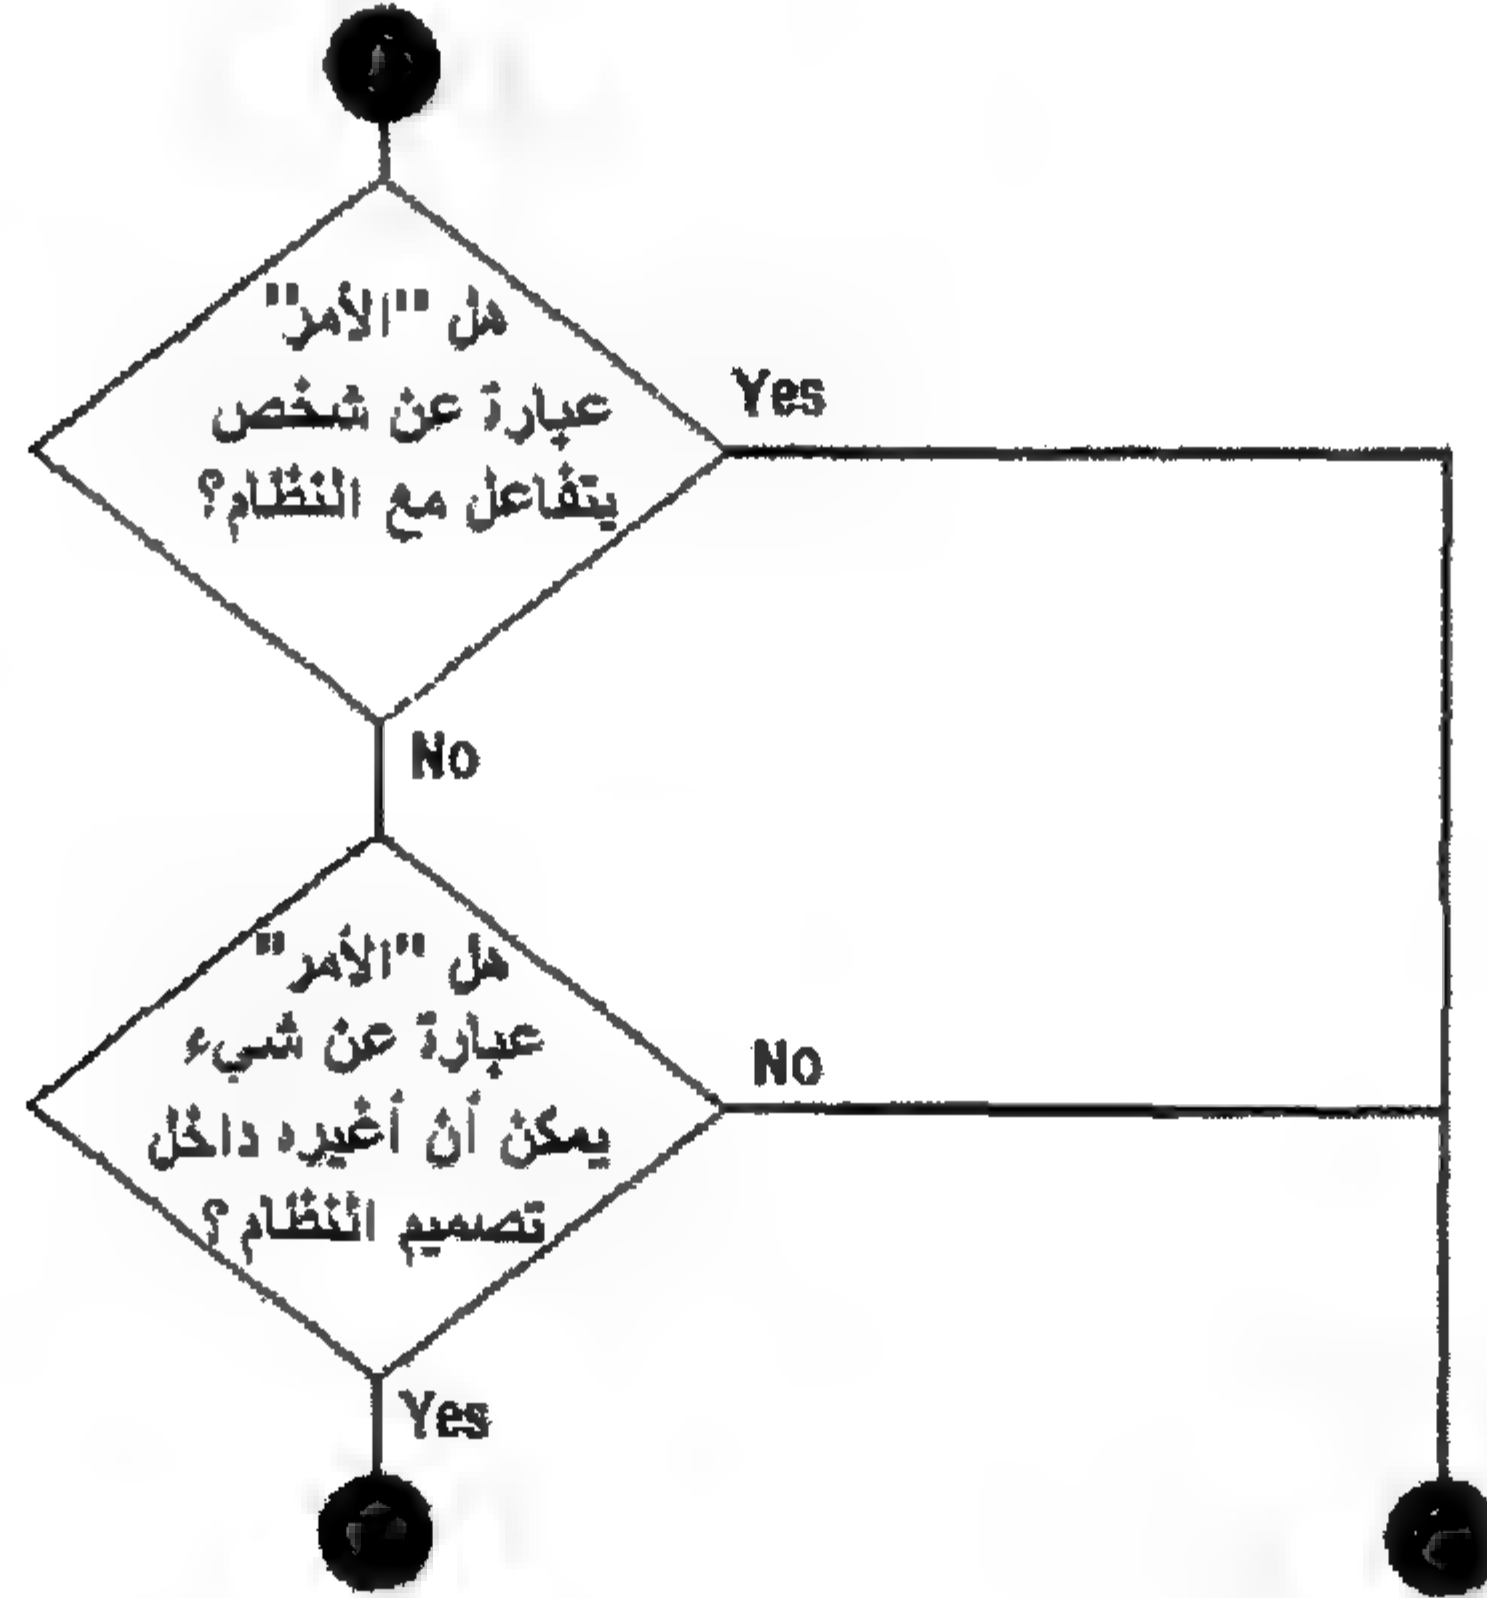 هل "الأمر"
عبارة عن شخص
يتفاعل مع النظام؟
Yes
No
هل "الأمر"
عبارة عن شيء
يمكن أن أغيره داخل
تصميم النظام ؟
No
Yes